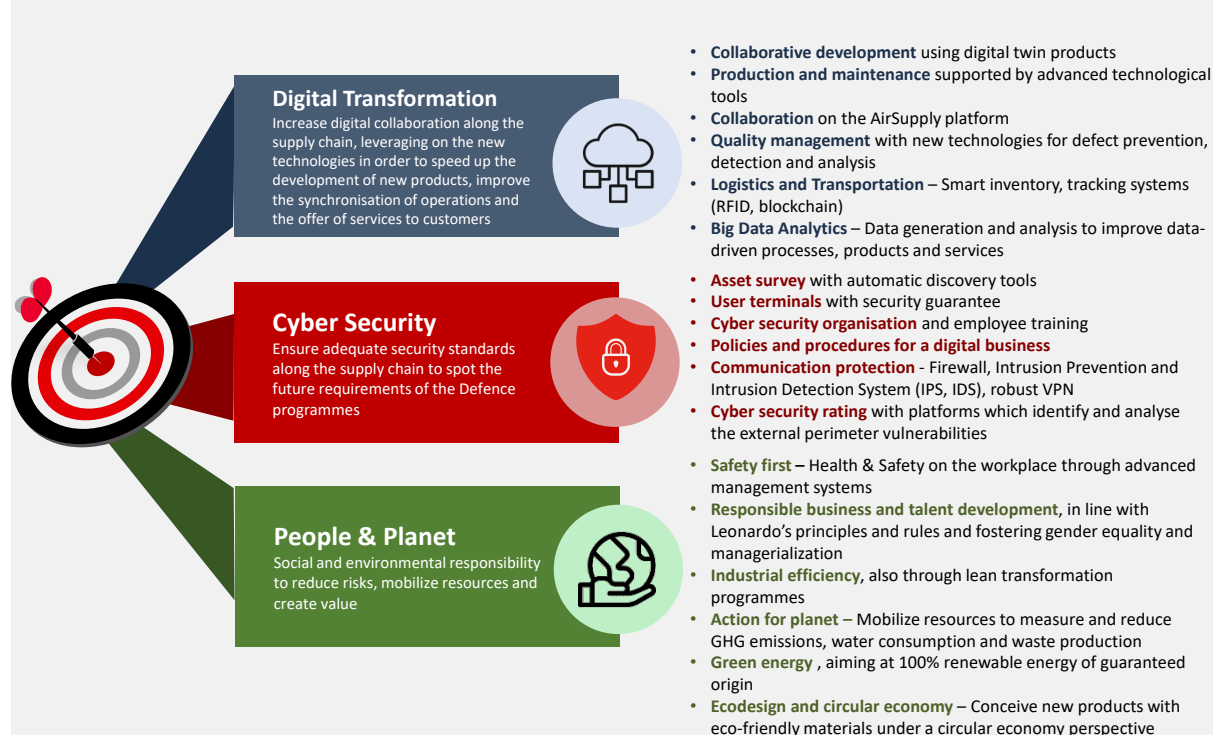 Digital Transformation
Increase digital collaboration along the
supply chain, leveraging on the new
technologies in order to speed up the
development of new products, improve
the synchronisation of operations and
the offer of services to customers
• Collaborative development using digital twin products
• Production and maintenance supported by advanced technological
tools
• Collaboration on the AirSupply platform
• Quality management with new technologies for defect prevention,
detection and analysis
• Logistics and Transportation – Smart inventory, tracking systems
(RFID, blockchain)
• Big Data Analytics – Data generation and analysis to improve data-
driven processes, products and services
Cyber Security
Ensure adequate security standards
along the supply chain to spot the
future requirements of the Defence
programmes
• Asset survey with automatic discovery tools
• User terminals with security guarantee
• Cyber security organisation and employee training
• Policies and procedures for a digital business
• Communication protection - Firewall, Intrusion Prevention and
Intrusion Detection System (IPS, IDS), robust VPN
• Cyber security rating with platforms which identify and analyse
the external perimeter vulnerabilities
People & Planet
Social and environmental responsibility
to reduce risks, mobilize resources and
create value
• Safety first – Health & Safety on the workplace through advanced
management systems
• Responsible business and talent development, in line with
Leonardo's principles and rules and fostering gender equality and
managerialization
• Industrial efficiency, also through lean transformation
programmes
• Action for planet – Mobilize resources to measure and reduce
GHG emissions, water consumption and waste production
• Green energy , aiming at 100% renewable energy of guaranteed
origin
• Ecodesign and circular economy – Conceive new products with
eco-friendly materials under a circular economy perspective